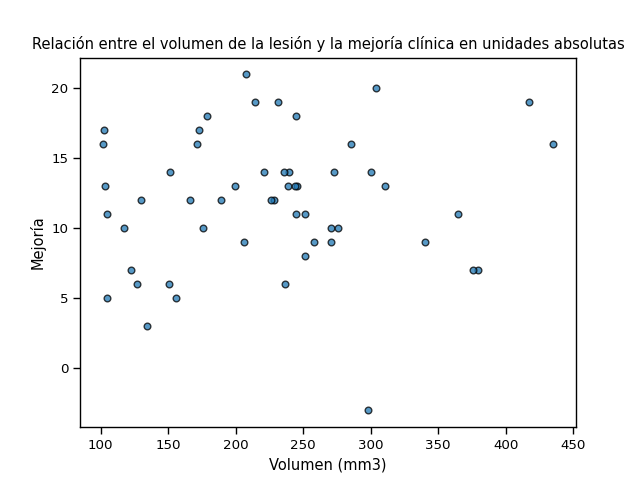 Relación entre el volumen de la lesión y la mejoría clínica en unidades absolutas
20
15
10
5
0
Mejoría
100 150 200 250 300 350 400 450
Volumen (mm3)